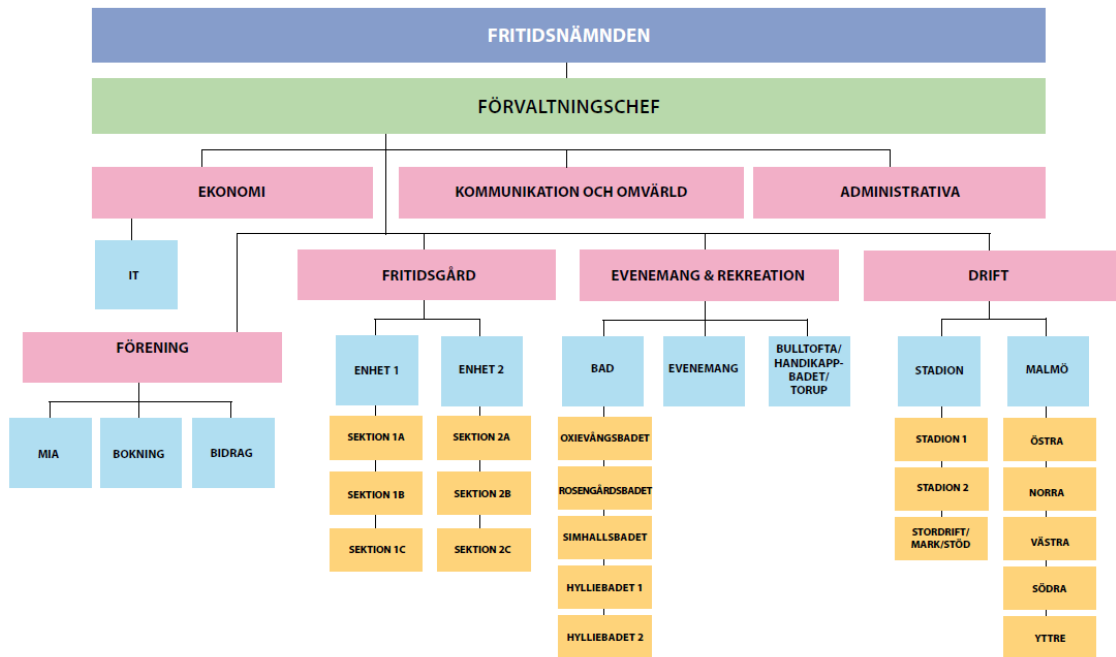 FRITIDSNÄMNDEN
FÖRVALTNINGSCHEF
EKONOMI
KOMMUNIKATION OCH OMVÄRLD
ADMINISTRATIVA
IT
FRITIDSGÅRD
EVENEMANG & REKREATION
DRIFT
FÖRENING
MIA
BOKNING
BIDRAG
ENHET 1
ENHET 2
BAD
EVENEMANG
BULLTOFTA/
HANDIKAPP-
BADET/
TORUP
STADION
MALMÖ
SEKTION 1A
SEKTION 1B
SEKTION 1C
SEKTION 2A
SEKTION 2B
SEKTION 2C
OXIEVÅNGSBADET
ROSENGÅRDSBADET
SIMHALLSBADET
HYLLIEBADET 1
HYLLIEBADET 2
STADION 1
STADION 2
STORDRIFT/
MARK/STÖD
ÖSTRA
NORRA
VÄSTRA
SÖDRA
YTTRE